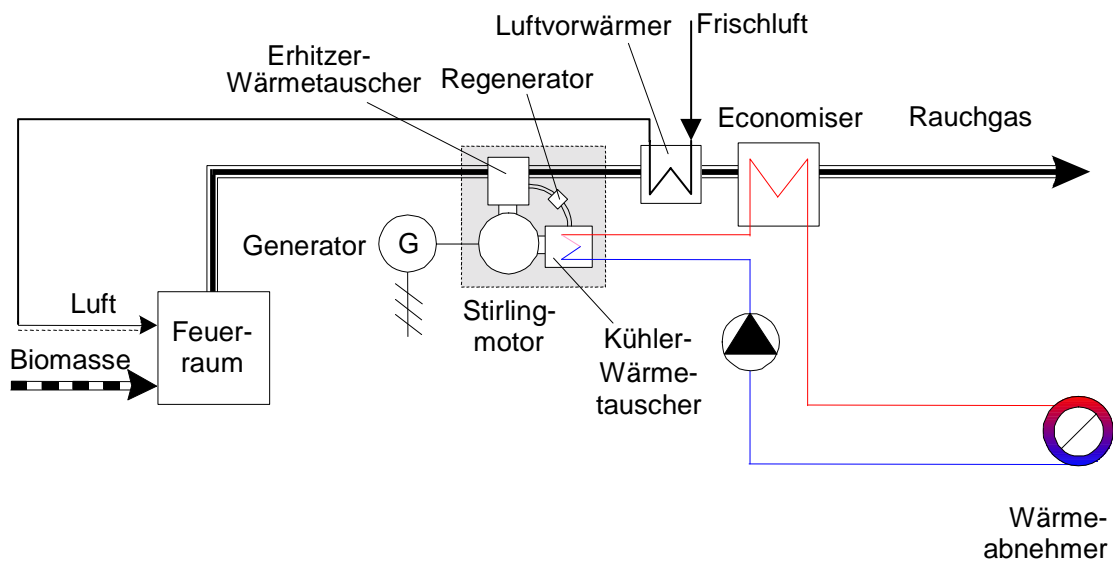 Luftvorwärmer
Frischluft
Erhitzer-
Wärmetauscher
Regenerator
Economiser
Rauchgas
Generator
G
Luft
Stirling-
motor
Feuer-
raum
Biomasse
Kühler-
Wärme-
tauscher
Wärme-
abnehmer